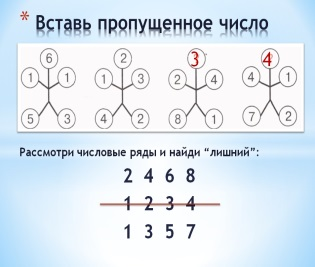 * Вставь пропущенное число
6 2 3 4
1 1 1 3 2 4 4 1
5 3 4 2 8 1 7 2
Рассмотри числовые ряды и найди “лишний”:
2 4 6 8
1 2 3 4
1 3 5 7